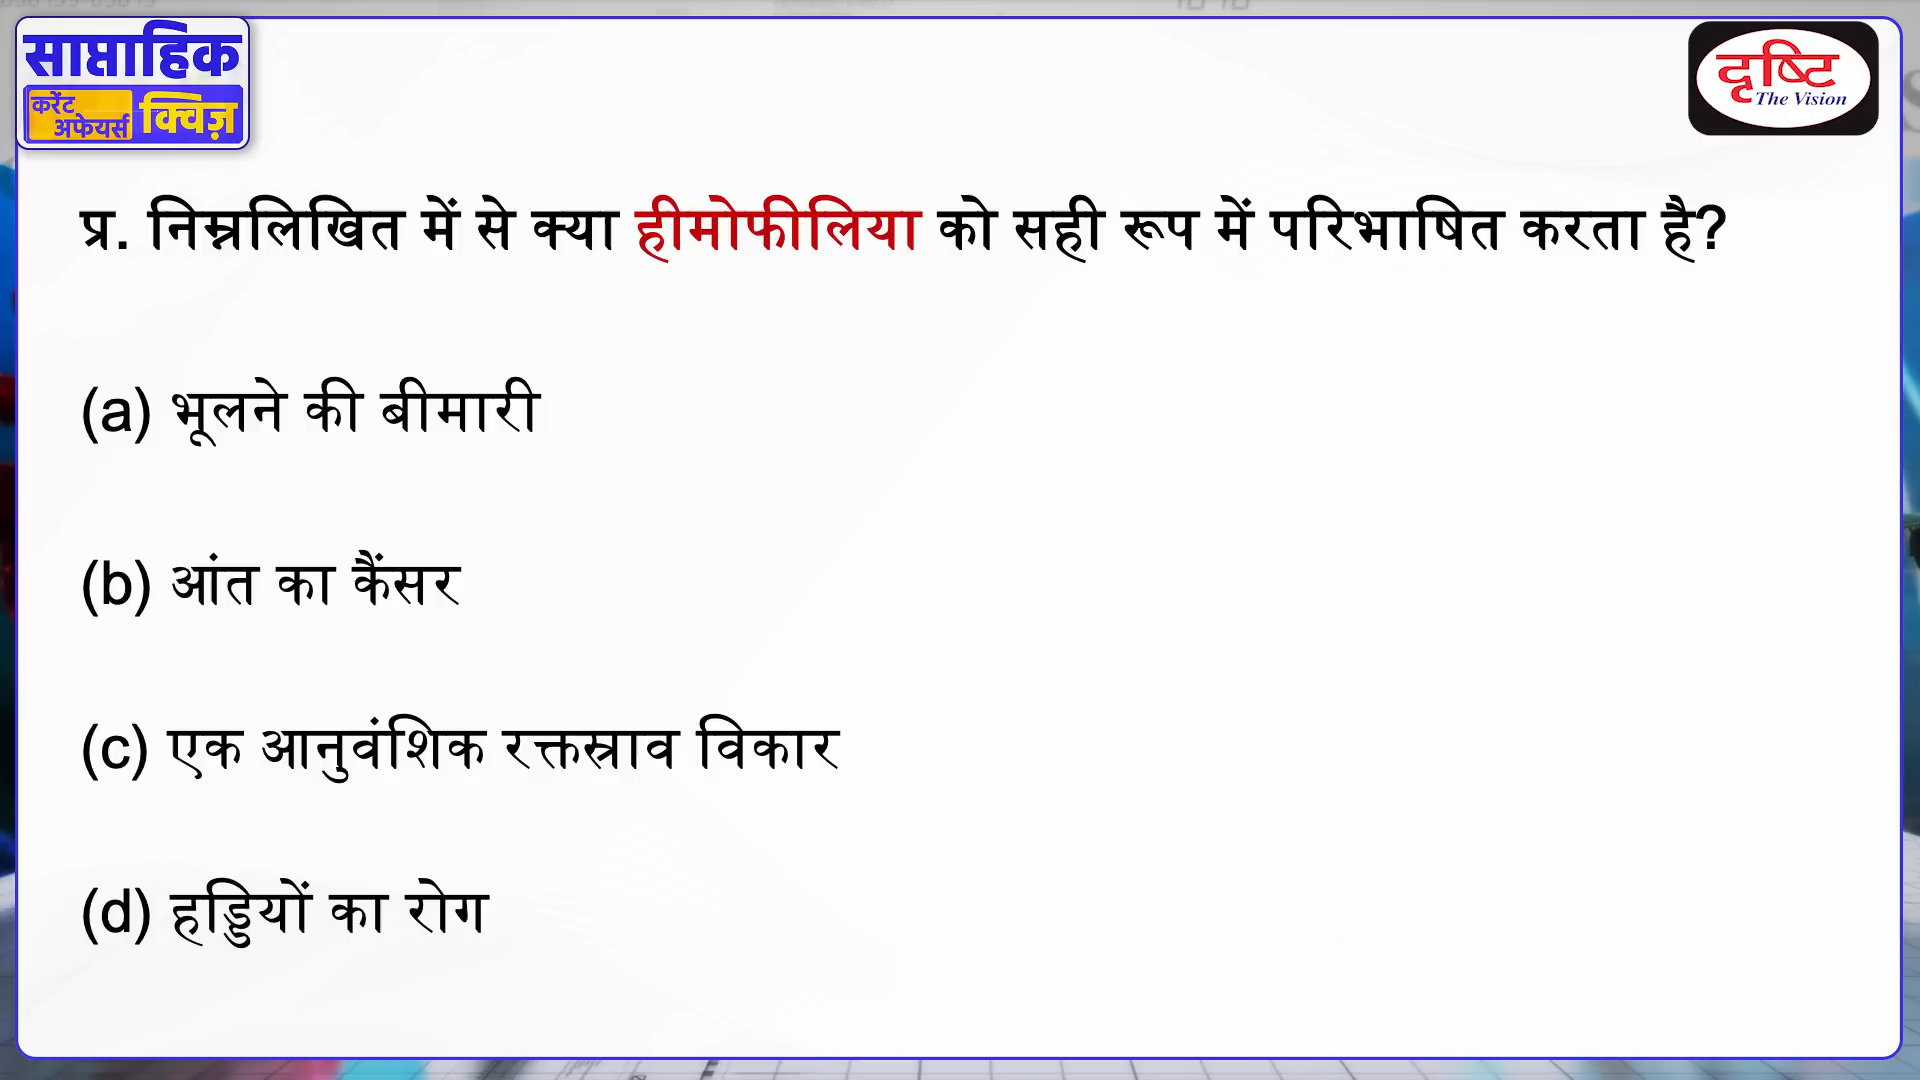 साप्ताहिक
करेंट
अफेयर्स क्विज़
दृष्टि
The Vision
प्र. निम्नलिखित में से क्या हीमोफीलिया को सही रूप में परिभाषित करता है?
(a) भूलने की बीमारी
(b) आंत का कैंसर
(c) एक आनुवंशिक रक्तस्राव विकार
(d) हड्डियों का रोग